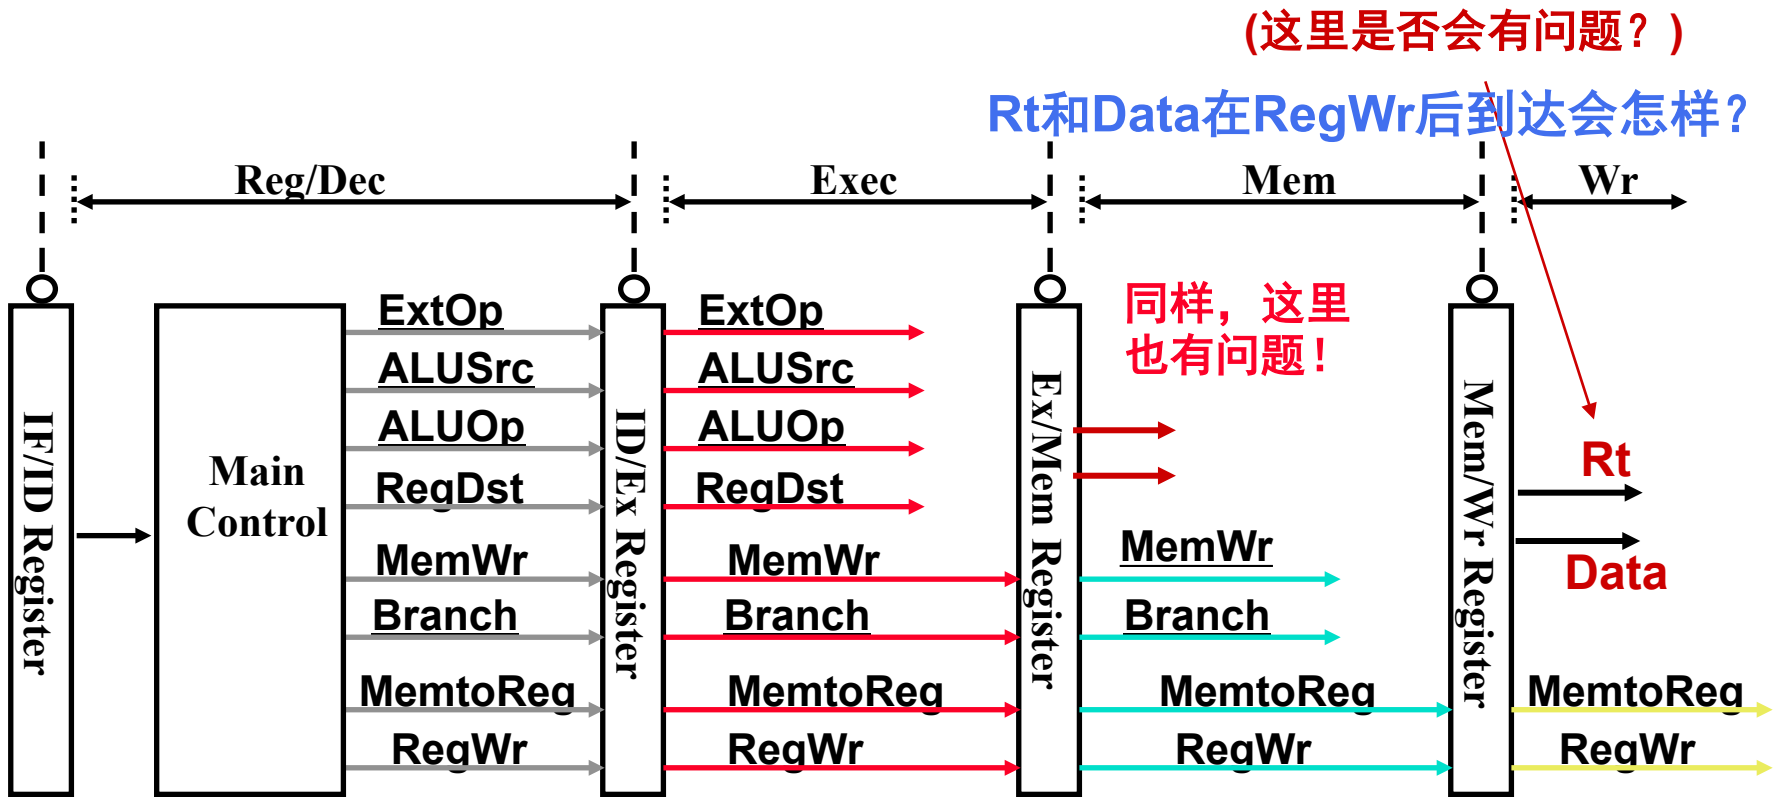 (这里是否会有问题？)
Rt和Data在RegWr后到达会怎样？
Reg/Dec Exec Mem Wr
ExtOp ExtOp 同样，这里
也有问题！
ALUSrc ALUSrc
ALUOp ALUOp
RegDst RegDst
Rt
IF/ID Register
Main
Control
ID/Ex Register
Ex/Mem Register
Mem/Wr Register
MemWr MemWr MemWr
Data
Branch Branch Branch
MemtoReg MemtoReg MemtoReg MemtoReg
RegWr RegWr RegWr RegWr